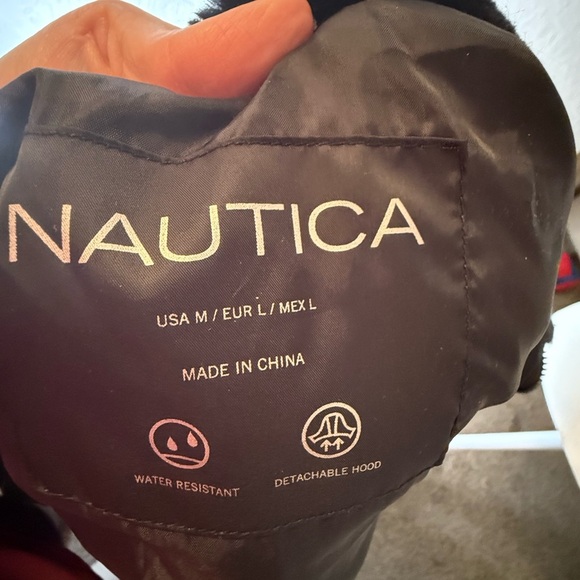 NAUTICA
USA M / EUR L / MEX L
MADE IN CHINA
WATER RESISTANT
DETACHABLE HOOD